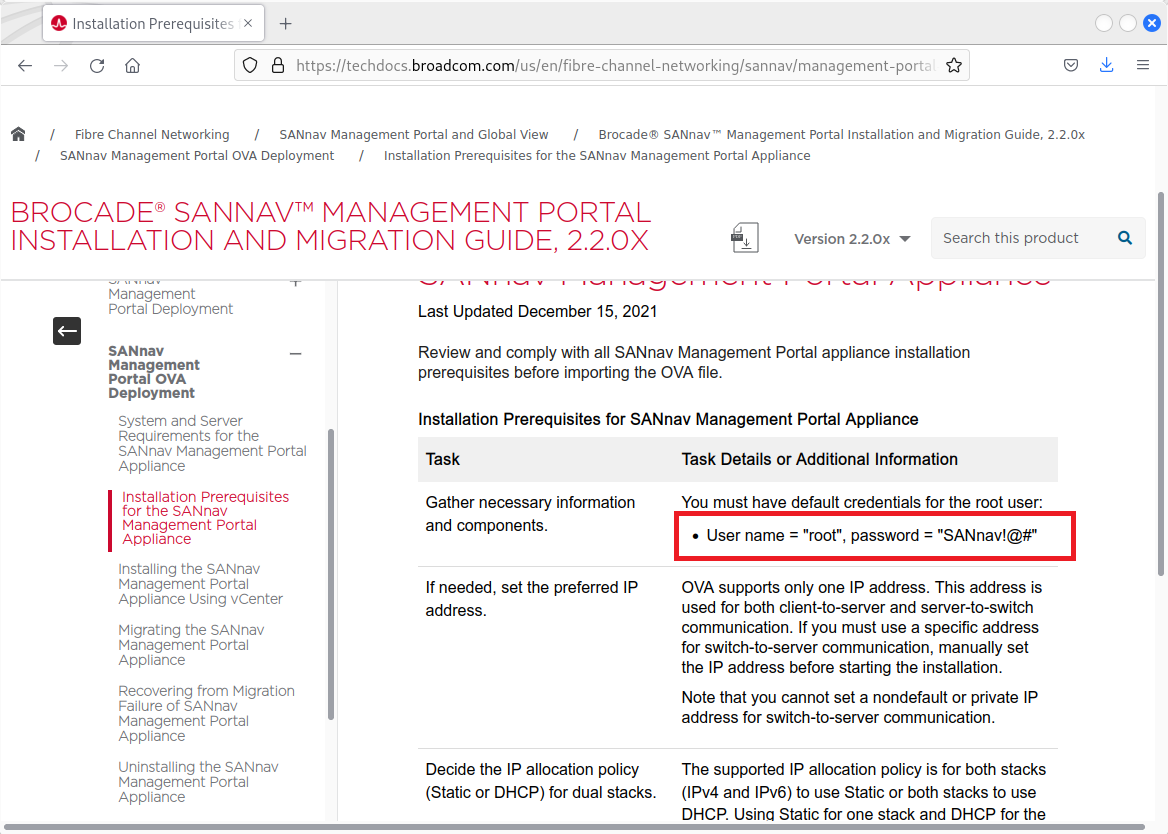 Installation Prerequisites
https://techdocs.broadcom.com/us/en/fibre-channel-networking/sannav/management-portal
/ Fibre Channel Networking / SANnav Management Portal and Global View / Brocade® SANnav™ Management Portal Installation and Migration Guide, 2.2.0x
/ SANnav Management Portal OVA Deployment / Installation Prerequisites for the SANnav Management Portal Appliance
BROCADE® SANNAV™ MANAGEMENT PORTAL
INSTALLATION AND MIGRATION GUIDE, 2.2.0X
Version 2.2.0x
Search this product
SANnav
Management
Portal Deployment
SANnav
Management
Portal OVA
Deployment
System and Server
Requirements for the
SANnav Management Portal
Appliance
Installation Prerequisites
for the SANnav
Management Portal
Appliance
Installing the SANnav
Management Portal
Appliance Using vCenter
Migrating the SANnav
Management Portal
Appliance
Recovering from Migration
Failure of SANnav
Management Portal
Appliance
Uninstalling the SANnav
Management Portal
Appliance
SANnav Management Portal Appliance
Last Updated December 15, 2021
Review and comply with all SANnav Management Portal appliance installation
prerequisites before importing the OVA file.
Installation Prerequisites for SANnav Management Portal Appliance
Task Task Details or Additional Information
Gather necessary information
and components.
You must have default credentials for the root user:
• User name = "root", password = "SANnav!@#"
If needed, set the preferred IP
address.
OVA supports only one IP address. This address is
used for both client-to-server and server-to-switch
communication. If you must use a specific address
for switch-to-server communication, manually set
the IP address before starting the installation.
Note that you cannot set a nondefault or private IP
address for switch-to-server communication.
Decide the IP allocation policy
(Static or DHCP) for dual stacks.
The supported IP allocation policy is for both stacks
(IPv4 and IPv6) to use Static or both stacks to use
DHCP. Using Static for one stack and DHCP for the